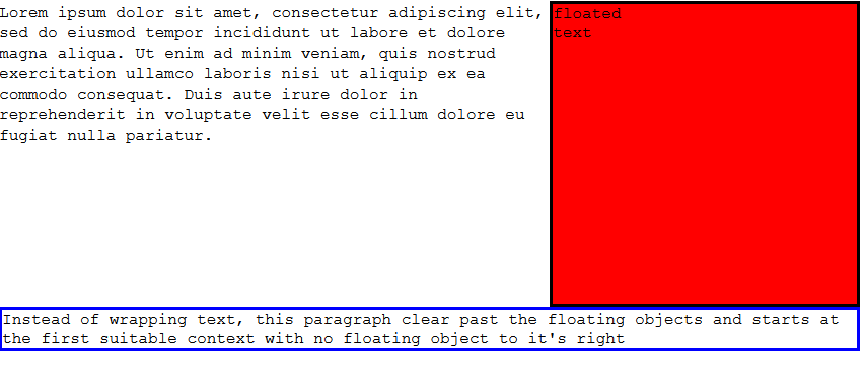 Lorem ipsum dolor sit amet, consectetur adipiscing elit,
sed do eiusmod tempor incididunt ut labore et dolore
magna aliqua. Ut enim ad minim veniam, quis nostrud
exercitation ullamco laboris nisi ut aliquip ex ea
commodo consequat. Duis aute irure dolor in
reprehenderit in voluptate velit esse cillum dolore eu
fugiat nulla pariatur.
floated
text
Instead of wrapping text, this paragraph clear past the floating objects and starts at
the first suitable context with no floating object to it's right